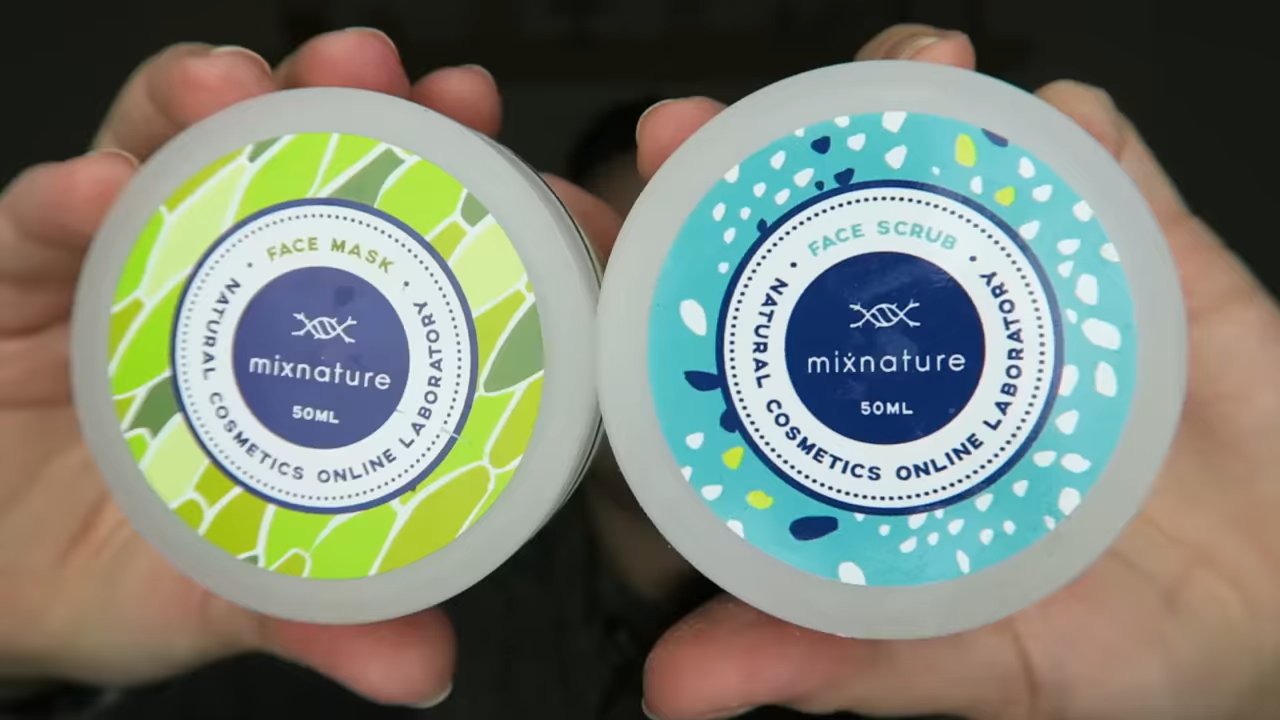 FACE MASK
mixnature
50ML
NATURAL COSMETICS ONLINE LABORATORY
FACE SCRUB
mixnature
50ML
NATURAL COSMETICS ONLINE LABORATORY